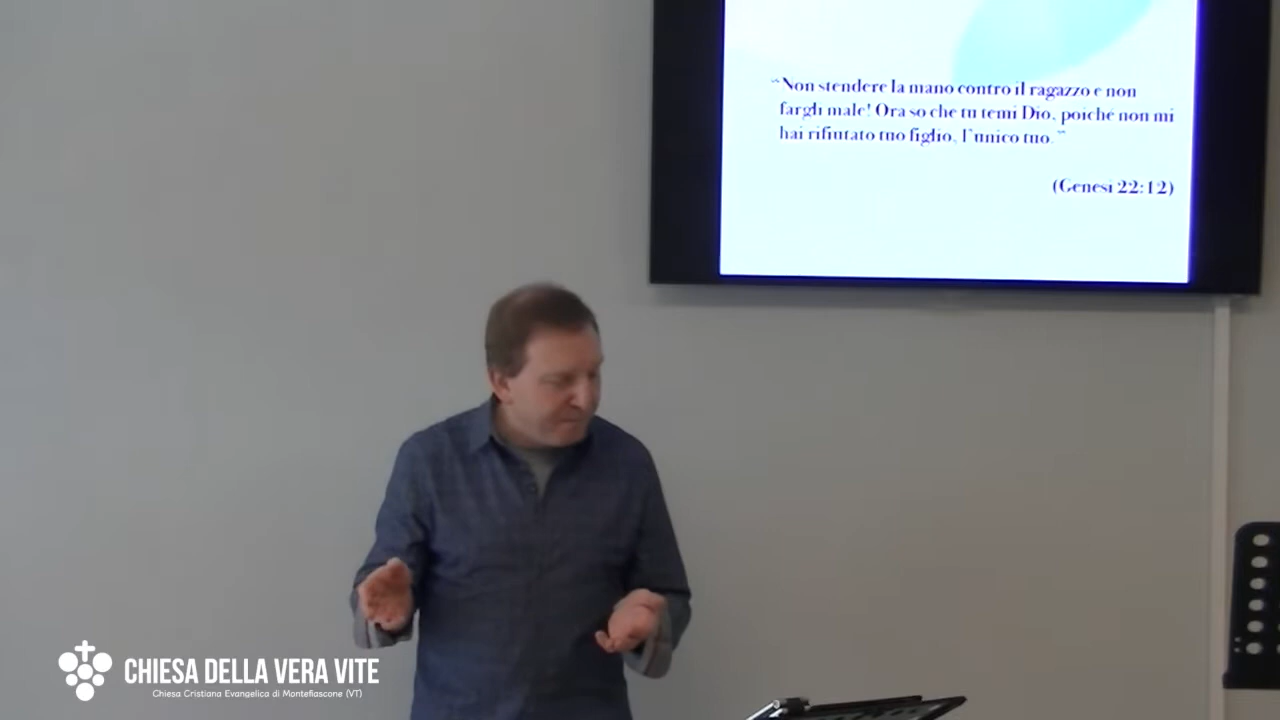 “Non stendere la mano contro il ragazzo e non
fargli male! Ora so che tu temi Dio, poiché non mi
hai rifiutato tuo figlio, l’unico tuo.”
(Genesi 22:12)
CHIESA DELLA VERA VITE
Chiesa Cristiana Evangelica di Montefiascone (VT)